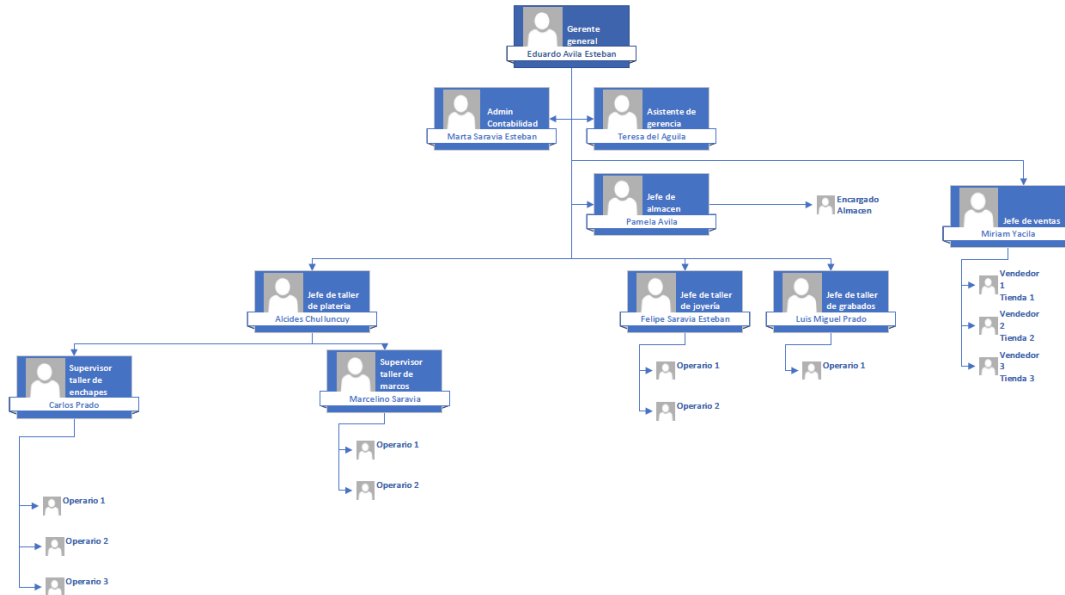 Gerente
general
Eduardo Avila Esteban
Admin
Contabilidad
Marta Saravia Esteban
Asistente de
gerencia
Teresa del Aguila
Jefe de
almacen
Pamela Avila
Encargado
Almacen
Jefe de ventas
Miriam Yacila
Vendedor
1
Tienda 1
Vendedor
2
Tienda 2
Vendedor
3
Tienda 3
Jefe de taller
de plateria
Alcides Chulluncuy
Jefe de taller
de joyería
Felipe Saravia Esteban
Jefe de taller
de grabados
Luis Miguel Prado
Operario 1
Operario 2
Operario 1
Supervisor
taller de
enchapes
Carlos Prado
Supervisor
taller de
marcos
Marcelino Saravia
Operario 1
Operario 2
Operario 1
Operario 2
Operario 3